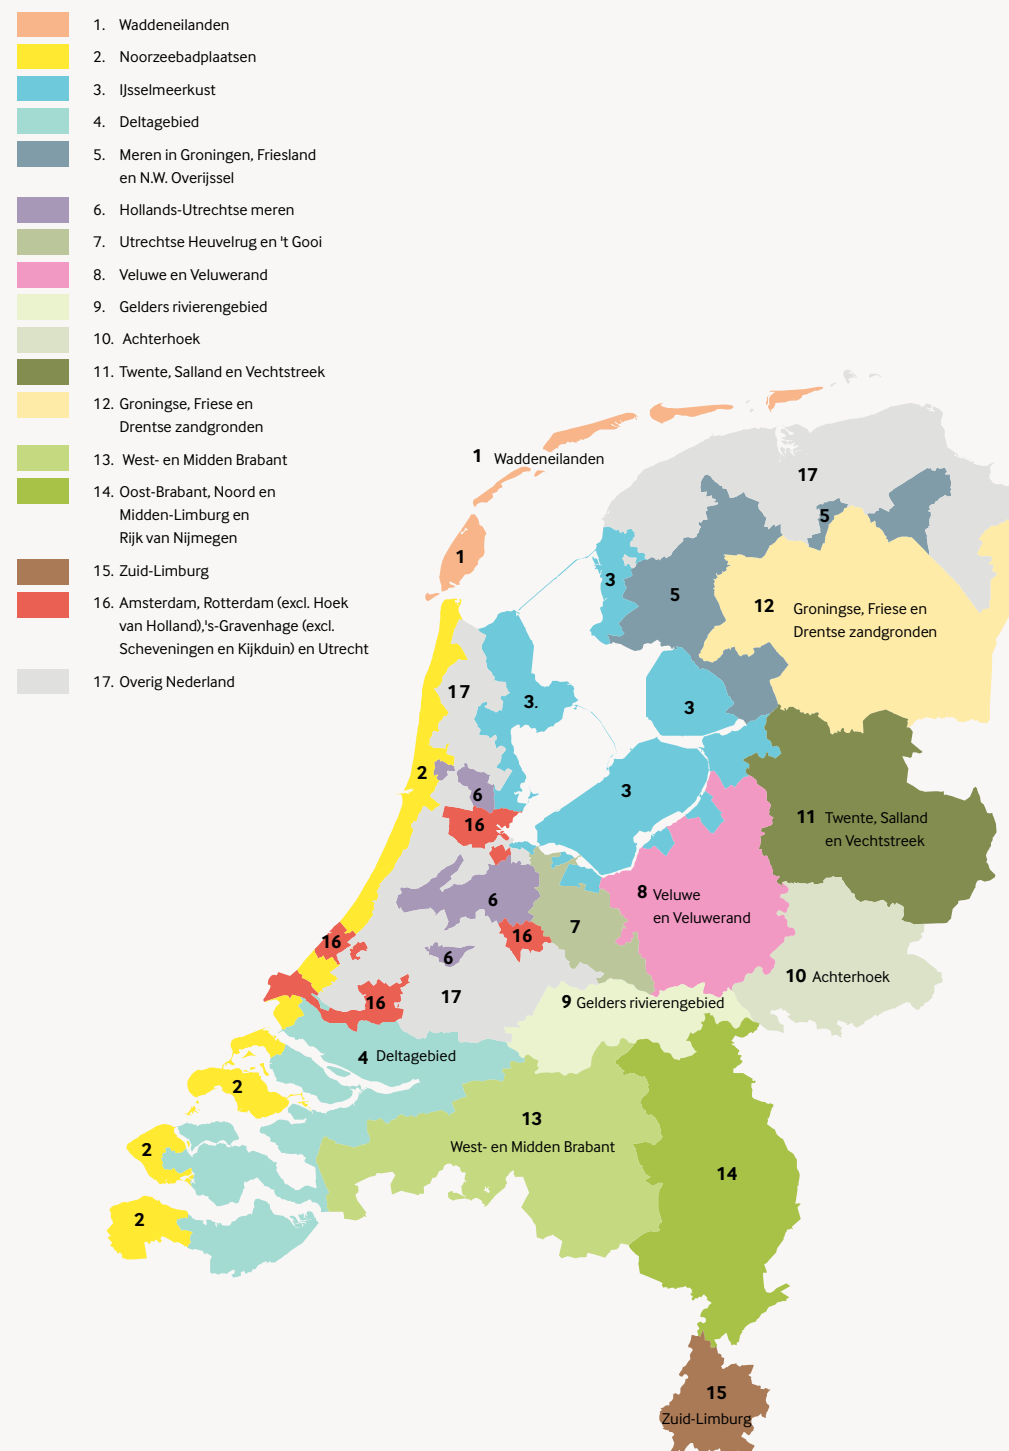 1. Waddeneilanden
2. Noorzeebadplaatsen
3. IJsselmeerkust
4. Deltagebied
5. Meren in Groningen, Friesland
en N.W. Overijssel
6. Hollands-Utrechtse meren
7. Utrechtse Heuvelrug en 't Gooi
8. Veluwe en Veluwerand
9. Gelders rivierengebied
10. Achterhoek
11. Twente, Salland en Vechtstreek
12. Groningse, Friese en
Drentse zandgronden
13. West- en Midden Brabant
14. Oost-Brabant, Noord en
Midden-Limburg en
Rijk van Nijmegen
15. Zuid-Limburg
16. Amsterdam, Rotterdam (excl. Hoek
van Holland),'s-Gravenhage (excl.
Scheveningen en Kijkduin) en Utrecht
17. Overig Nederland
1 Waddeneilanden
17
5
1
3
5
12 Groningse, Friese en
Drentse zandgronden
17
3.
3
2
3
6
16
11 Twente, Salland
en Vechtstreek
8 Veluwe
en Veluwerand
6
7
16
16
6
10 Achterhoek
16
17
9 Gelders rivierengebied
4 Deltagebied
2
13
West- en Midden Brabant
2
14
2
15
Zuid-Limburg